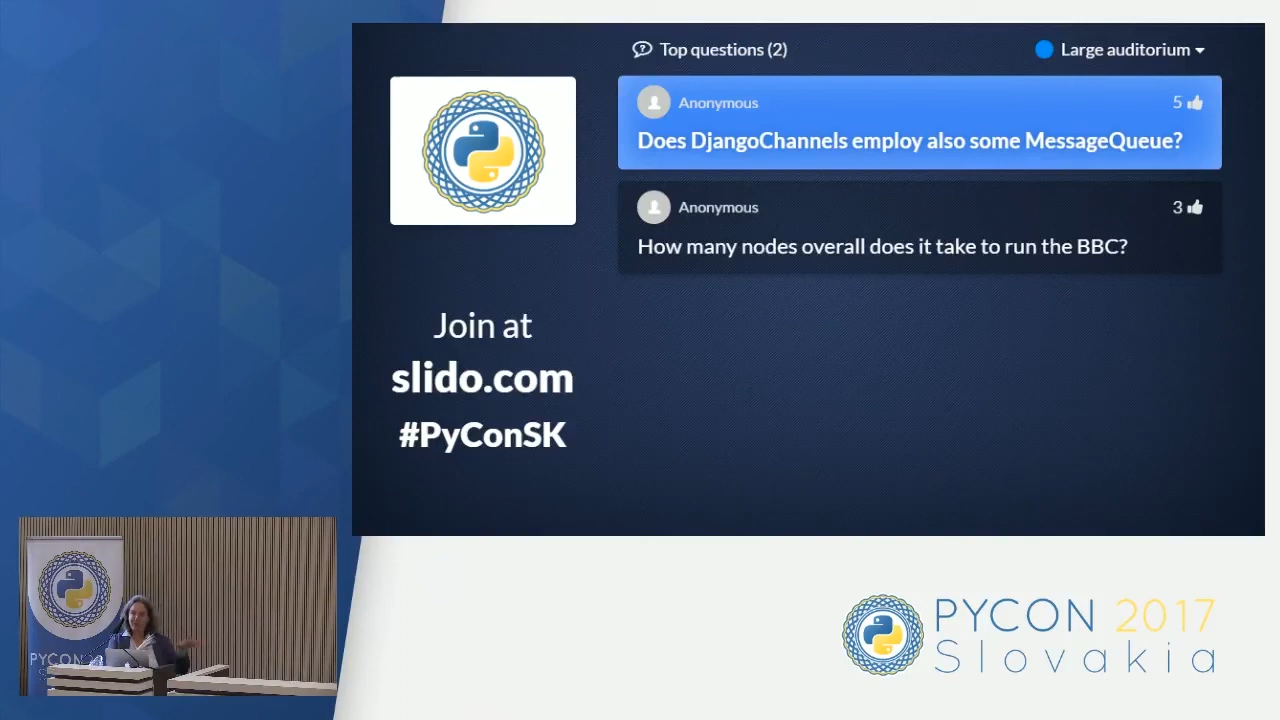 Top questions (2)
Large auditorium
Anonymous
5
Does DjangoChannels employ also some MessageQueue?
Anonymous
3
How many nodes overall does it take to run the BBC?
Join at
slido.com
#PyConSK
PYCON
PYCON 2017
Slovakia